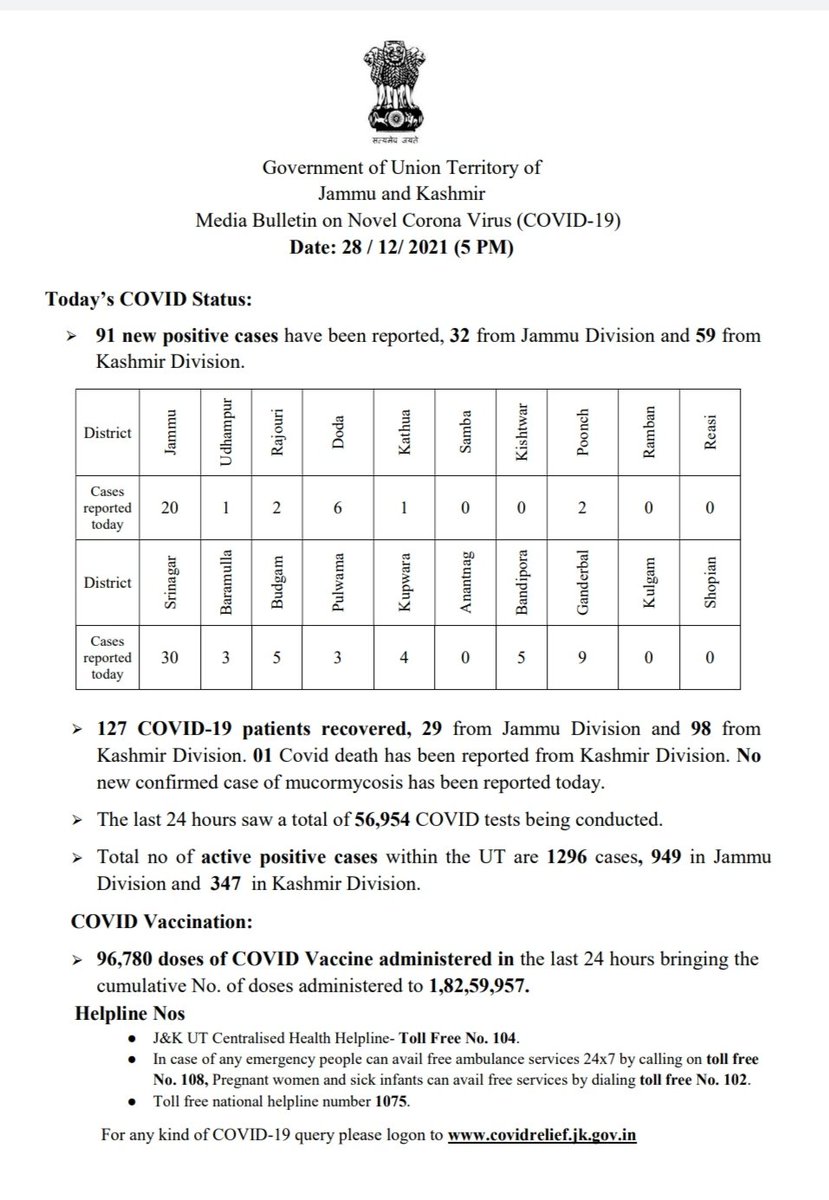 सत्यमेव जयते
Government of Union Territory of
Jammu and Kashmir
Media Bulletin on Novel Corona Virus (COVID-19)
Date: 28 / 12/ 2021 (5 PM)
Today’s COVID Status:
➢ 91 new positive cases have been reported, 32 from Jammu Division and 59 from
Kashmir Division.
District Jammu Udhampur Rajouri Doda Kathua Samba Kishtwar Poonch Ramban Reasi
Cases
reported
today
20 1 2 6 1 0 0 2 0 0
District Srinagar Baramulla Budgam Pulwama Kupwara Anantnag Bandipora Ganderbal Kulgam Shopian
Cases
reported
today
30 3 5 3 4 0 5 9 0 0
➢ 127 COVID-19 patients recovered, 29 from Jammu Division and 98 from
Kashmir Division. 01 Covid death has been reported from Kashmir Division. No
new confirmed case of mucormycosis has been reported today.
➢ The last 24 hours saw a total of 56,954 COVID tests being conducted.
➢ Total no of active positive cases within the UT are 1296 cases, 949 in Jammu
Division and 347 in Kashmir Division.
COVID Vaccination:
➢ 96,780 doses of COVID Vaccine administered in the last 24 hours bringing the
cumulative No. of doses administered to 1,82,59,957.
Helpline Nos
● J&K UT Centralised Health Helpline- Toll Free No. 104.
● In case of any emergency people can avail free ambulance services 24x7 by calling on toll free
No. 108, Pregnant women and sick infants can avail free services by dialing toll free No. 102.
● Toll free national helpline number 1075.
For any kind of COVID-19 query please logon to www.covidrelief.jk.gov.in